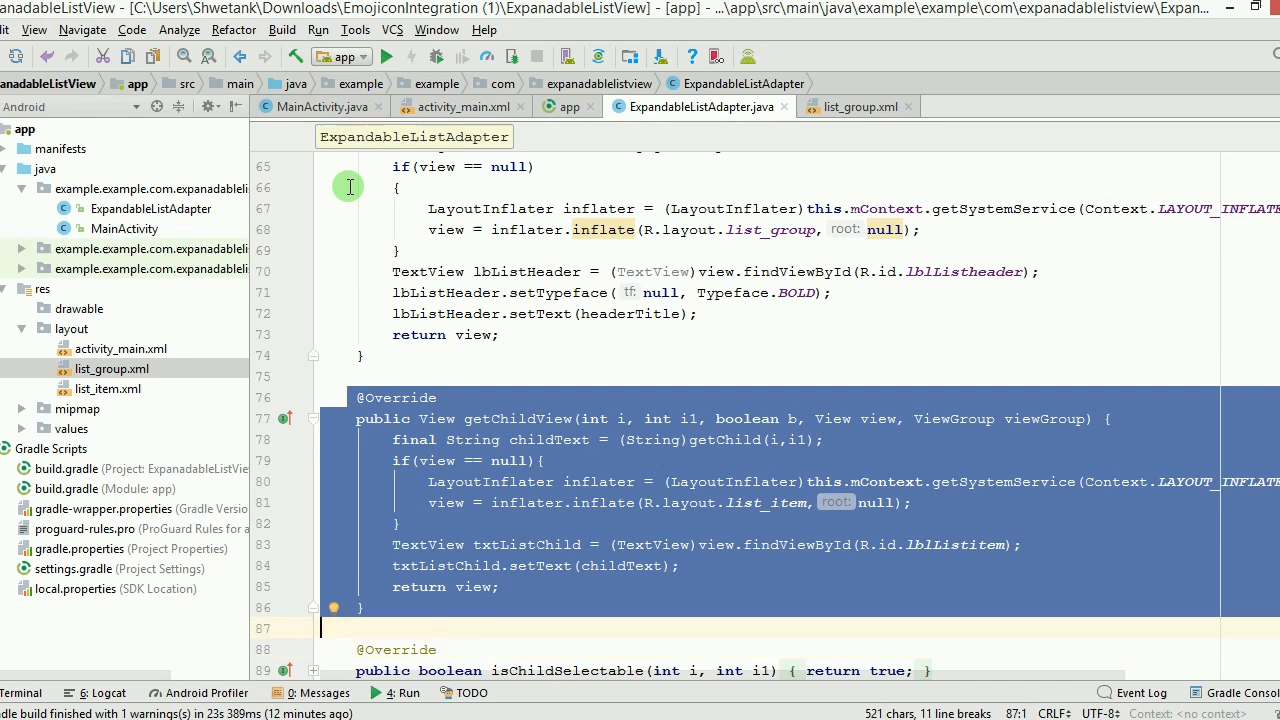 panadableListView - [C:\Users\Shwetank\Downloads\EmojiconIntegration (1)\ExpanadableListView] - [app] - ...\app\src\main\java\example\example\com\expanadablelistview\Expan...
it View Navigate Code Analyze Refactor Build Run Tools VCS Window Help
app
panadableListView app src main java example example com expanadablelistview ExpandableListAdapter
Android MainActivity.java activity_main.xml app ExpandableListAdapter.java list_group.xml
ExpandableListAdapter
app
manifests
java
example.example.com.expanadableli
ExpandableListAdapter
MainActivity
example.example.com.expanadableli
example.example.com.expanadableli
res
drawable
layout
activity_main.xml
list_group.xml
list_item.xml
mipmap
values
Gradle Scripts
build.gradle (Project: ExpanadableListVie
build.gradle (Module: app)
gradle-wrapper.properties (Gradle Versio
proguard-rules.pro (ProGuard Rules for a
gradle.properties (Project Properties)
settings.gradle (Project Settings)
local.properties (SDK Location)
65 if(view == null)
66 {
67 LayoutInflater inflater = (LayoutInflater)this.mContext.getSystemService(Context.LAYOUT_INFLATE
68 view = inflater.inflate(R.layout.list_group, root: null);
69 }
70 TextView lbListHeader = (TextView)view.findViewById(R.id.lblListheader);
71 lbListHeader.setTypeface( tf: null, Typeface.BOLD);
72 lbListHeader.setText(headerTitle);
73 return view;
74 }
75
76 @Override
77 public View getChildView(int i, int i1, boolean b, View view, ViewGroup viewGroup) {
78 final String childText = (String)getChild(i,i1);
79 if(view == null){
80 LayoutInflater inflater = (LayoutInflater)this.mContext.getSystemService(Context.LAYOUT_INFLATE
81 view = inflater.inflate(R.layout.list_item, root: null);
82 }
83 TextView txtListChild = (TextView)view.findViewById(R.id.lblListitem);
84 txtListChild.setText(childText);
85 return view;
86 }
87
88 @Override
89 public boolean isChildSelectable(int i, int i1) { return true; }
Terminal 6: Logcat Android Profiler 0: Messages 4: Run TODO Event Log Gradle Conso
adle build finished with 1 warnings(s) in 23s 389ms (12 minutes ago) 521 chars, 11 line breaks 87:1 CRLF UTF-8 Context: <no context>